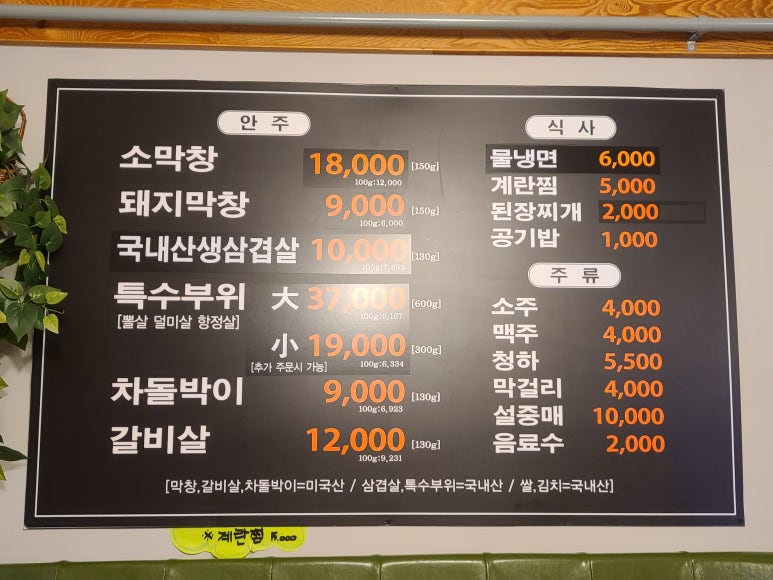 안주
소막창 18,000 [150g]
100g:12,000
돼지막창 9,000 [150g]
100g:6,000
국내산생삼겹살 10,000 [130g]
100g:7,693
특수부위 大 37,000 [600g]
[뽈살 덜미살 항정살] 100g:6,167
小 19,000 [300g]
[추가 주문시 가능] 100g:6,334
차돌박이 9,000 [130g]
100g:6,923
갈비살 12,000 [130g]
100g:9,231
식사
물냉면 6,000
계란찜 5,000
된장찌개 2,000
공기밥 1,000
주류
소주 4,000
맥주 4,000
청하 5,500
막걸리 4,000
설중매 10,000
음료수 2,000
[막창,갈비살,차돌박이=미국산 / 삼겹살,특수부위=국내산 / 쌀,김치=국내산]